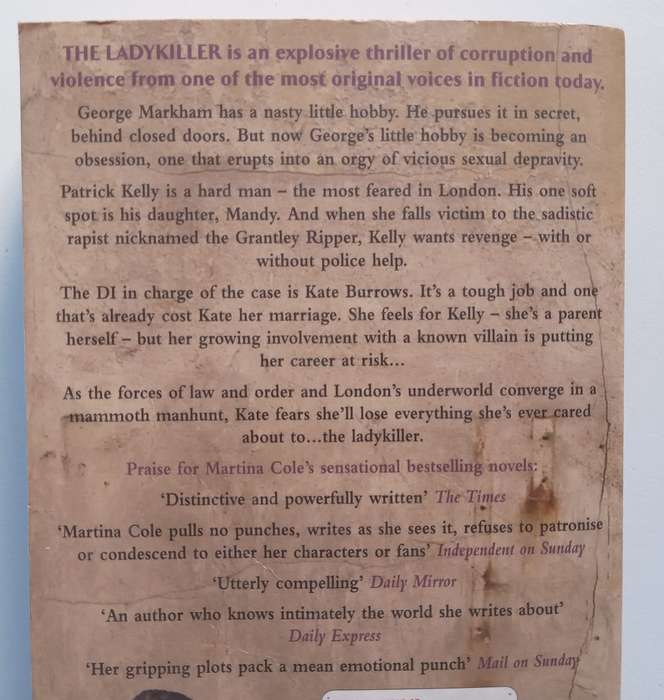 THE LADYKILLER is an explosive thriller of corruption and
violence from one of the most original voices in fiction today.
George Markham has a nasty little hobby. He pursues it in secret,
behind closed doors. But now George's little hobby is becoming an
obsession, one that erupts into an orgy of vicious sexual depravity.
Patrick Kelly is a hard man – the most feared in London. His one soft
spot is his daughter, Mandy. And when she falls victim to the sadistic
rapist nicknamed the Grantley Ripper, Kelly wants revenge – with or
without police help.
The DI in charge of the case is Kate Burrows. It's a tough job and one
that's already cost Kate her marriage. She feels for Kelly – she's a parent
herself – but her growing involvement with a known villain is putting
her career at risk...
As the forces of law and order and London's underworld converge in a
mammoth manhunt, Kate fears she'll lose everything she's ever cared
about to...the ladykiller.
Praise for Martina Cole's sensational bestselling novels:
'Distinctive and powerfully written' The Times
'Martina Cole pulls no punches, writes as she sees it, refuses to patronise
or condescend to either her characters or fans' Independent on Sunday
'Utterly compelling' Daily Mirror
'An author who knows intimately the world she writes about'
Daily Express
'Her gripping plots pack a mean emotional punch' Mail on Sunday